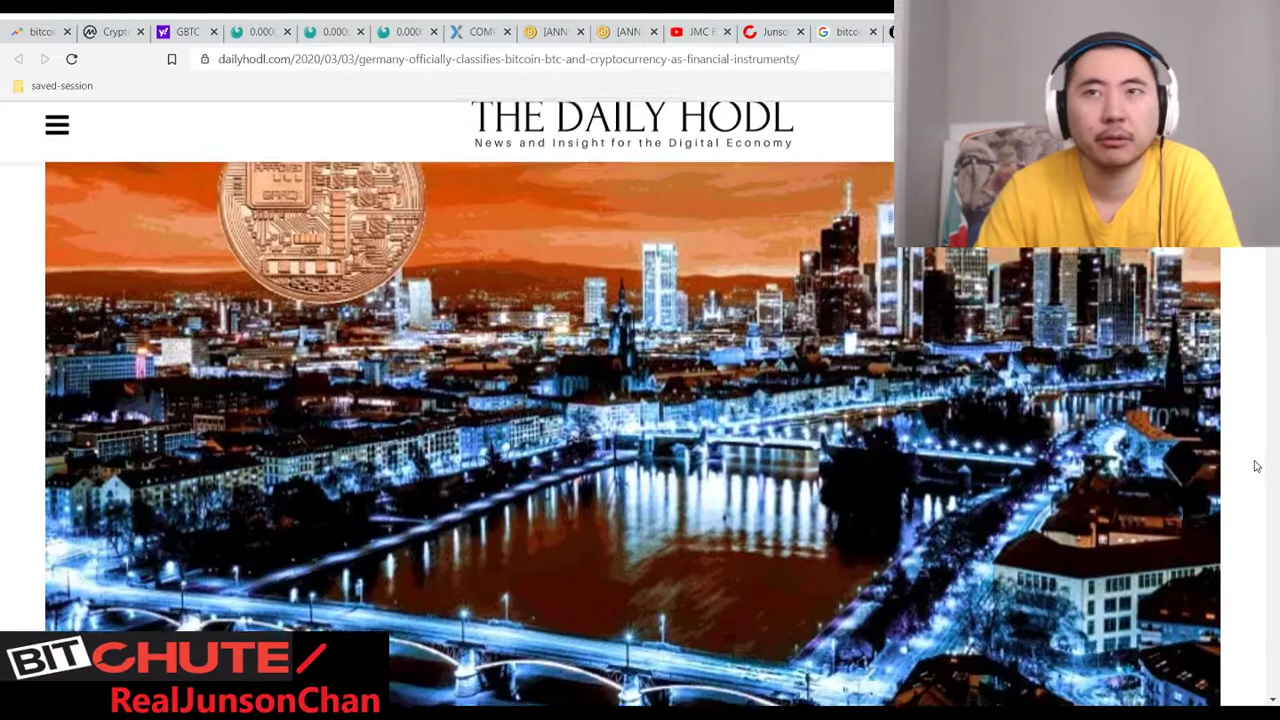 bitc
Crypto
GBTC
0.000
0.000
0.000
COM
[ANN
[ANN
JMC F
Junso
bitco
dailyhodl.com/2020/03/03/germany-officially-classifies-bitcoin-btc-and-cryptocurrency-as-financial-instruments/
saved-session
THE DAILY HODL
News and Insight for the Digital Economy
BITCHUTE/
RealJunsonChan